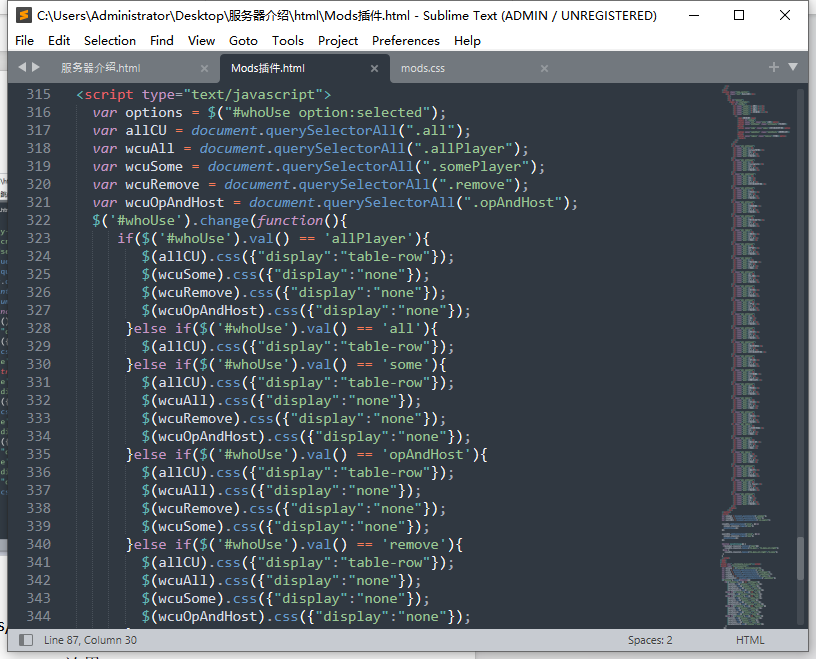 C:\Users\Administrator\Desktop\服务器介绍\html\Mods插件.html - Sublime Text (ADMIN / UNREGISTERED)
File Edit Selection Find View Goto Tools Project Preferences Help
服务器介绍.html × Mods插件.html × mods.css ×
315 <script type="text/javascript">
316 var options = $("#whoUse option:selected");
317 var allCU = document.querySelectorAll(".all");
318 var wcuAll = document.querySelectorAll(".allPlayer");
319 var wcuSome = document.querySelectorAll(".somePlayer");
320 var wcuRemove = document.querySelectorAll(".remove");
321 var wcuOpAndHost = document.querySelectorAll(".opAndHost");
322 $('#whoUse').change(function(){
323 if($('#whoUse').val() == 'allPlayer'){
324 $(allCU).css({"display":"table-row"});
325 $(wcuSome).css({"display":"none"});
326 $(wcuRemove).css({"display":"none"});
327 $(wcuOpAndHost).css({"display":"none"});
328 }else if($('#whoUse').val() == 'all'){
329 $(allCU).css({"display":"table-row"});
330 }else if($('#whoUse').val() == 'some'){
331 $(allCU).css({"display":"table-row"});
332 $(wcuAll).css({"display":"none"});
333 $(wcuRemove).css({"display":"none"});
334 $(wcuOpAndHost).css({"display":"none"});
335 }else if($('#whoUse').val() == 'opAndHost'){
336 $(allCU).css({"display":"table-row"});
337 $(wcuAll).css({"display":"none"});
338 $(wcuRemove).css({"display":"none"});
339 $(wcuSome).css({"display":"none"});
340 }else if($('#whoUse').val() == 'remove'){
341 $(allCU).css({"display":"table-row"});
342 $(wcuAll).css({"display":"none"});
343 $(wcuSome).css({"display":"none"});
344 $(wcuOpAndHost).css({"display":"none"});
Line 87, Column 30 Spaces: 2 HTML